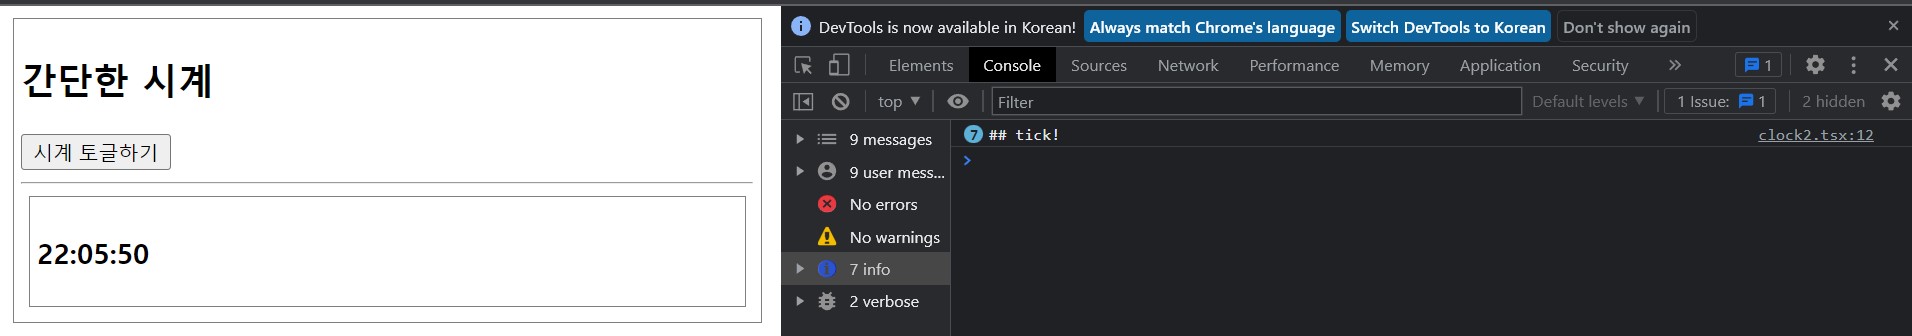 간단한 시계
시계 토글하기
22:05:50
DevTools is now available in Korean! Always match Chrome's language Switch DevTools to Korean Don't show again
Elements Console Sources Network Performance Memory Application Security 1
top Filter Default levels 1 Issue: 1 2 hidden
9 messages
9 user mess...
No errors
No warnings
7 info
2 verbose
7 ## tick! clock2.tsx:12